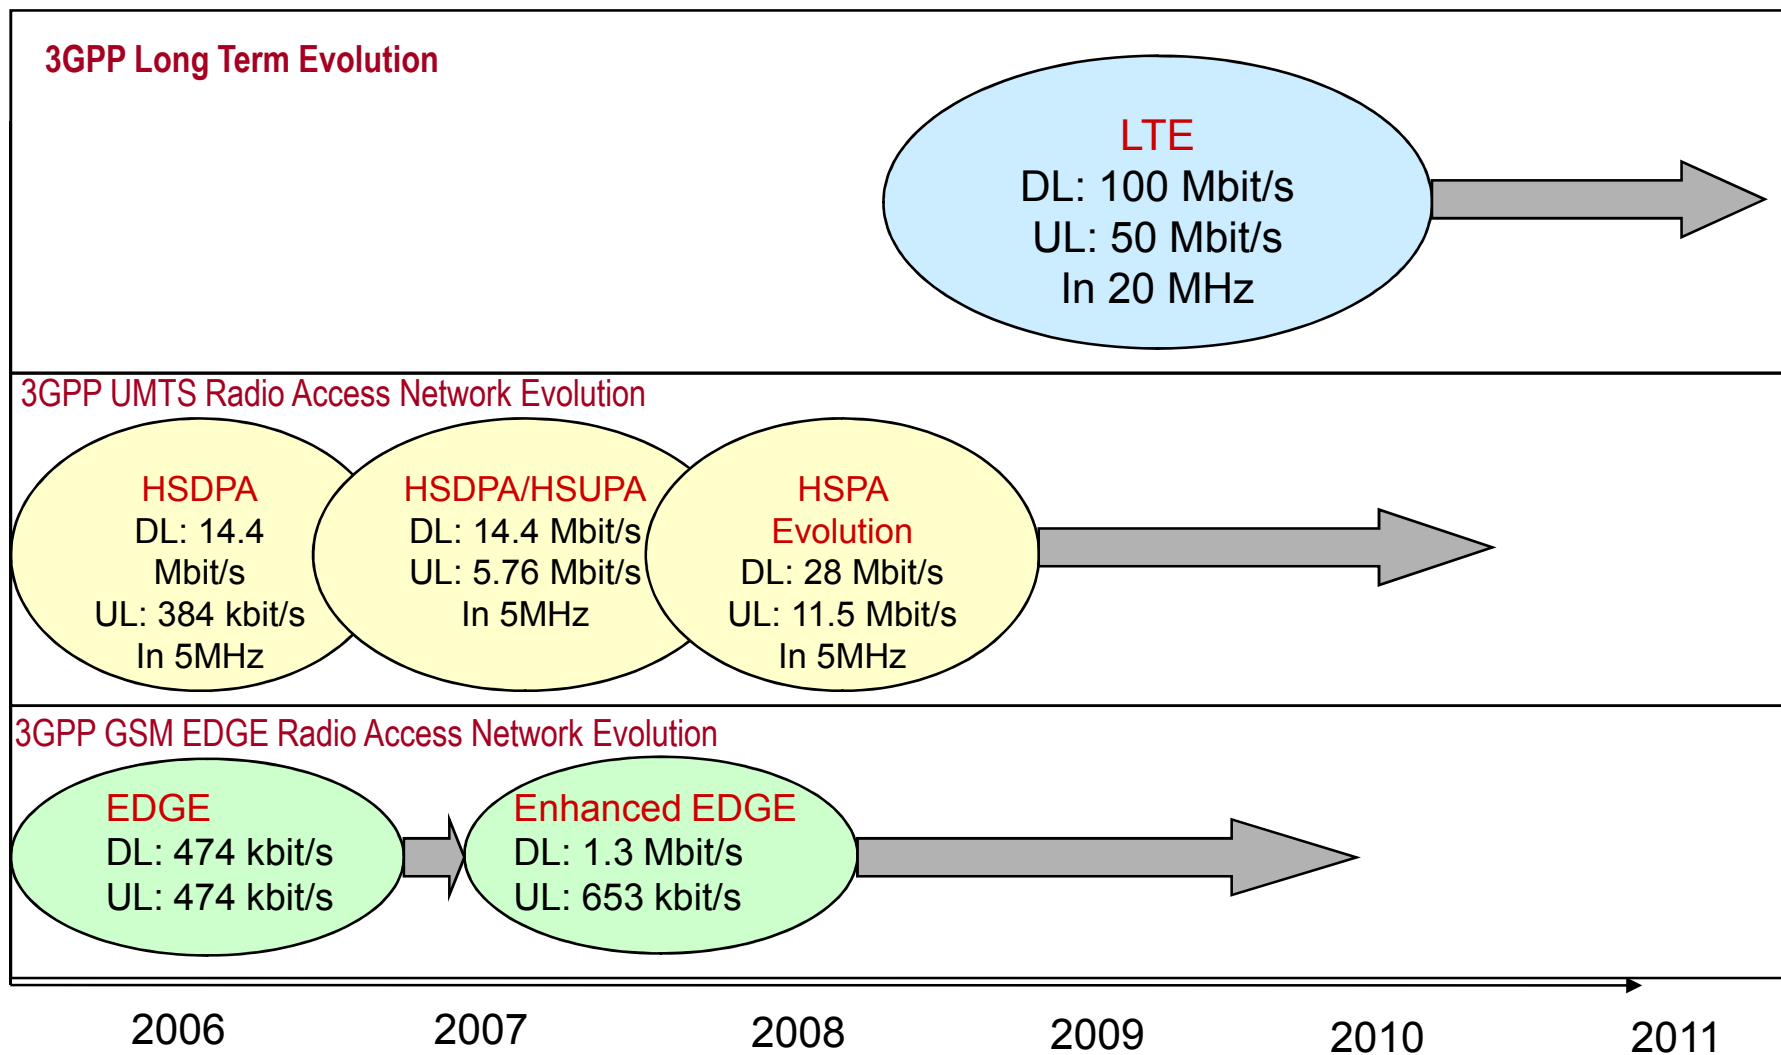 3GPP Long Term Evolution
LTE
DL: 100 Mbit/s
UL: 50 Mbit/s
In 20 MHz
3GPP UMTS Radio Access Network Evolution
HSDPA
DL: 14.4
Mbit/s
UL: 384 kbit/s
In 5MHz
HSDPA/HSUPA
DL: 14.4 Mbit/s
UL: 5.76 Mbit/s
In 5MHz
HSPA
Evolution
DL: 28 Mbit/s
UL: 11.5 Mbit/s
In 5MHz
3GPP GSM EDGE Radio Access Network Evolution
EDGE
DL: 474 kbit/s
UL: 474 kbit/s
Enhanced EDGE
DL: 1.3 Mbit/s
UL: 653 kbit/s
2006 2007 2008 2009 2010 2011